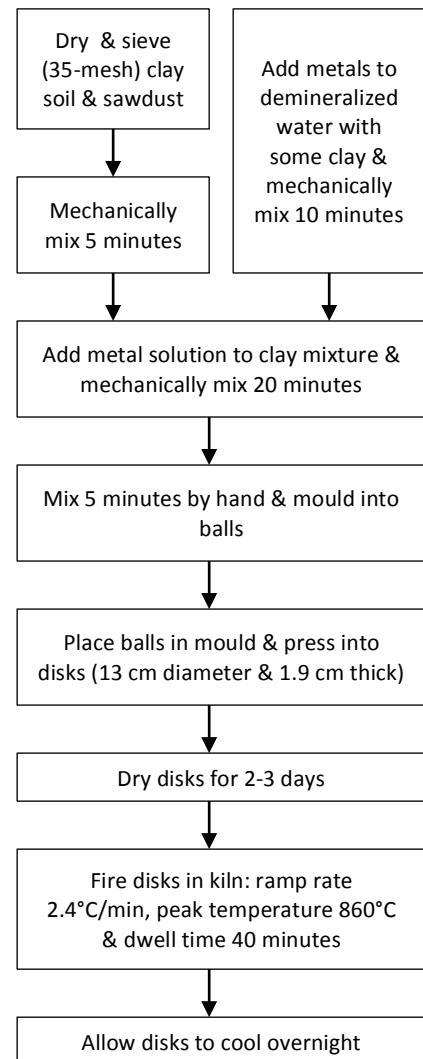 Dry & sieve
(35-mesh) clay
soil & sawdust
Mechanically
mix 5 minutes
Add metals to
demineralized
water with
some clay &
mechanically
mix 10 minutes
Add metal solution to clay mixture &
mechanically mix 20 minutes
Mix 5 minutes by hand & mould into
balls
Place balls in mould & press into
disks (13 cm diameter & 1.9 cm thick)
Dry disks for 2-3 days
Fire disks in kiln: ramp rate
2.4°C/min, peak temperature 860°C
& dwell time 40 minutes
Allow disks to cool overnight